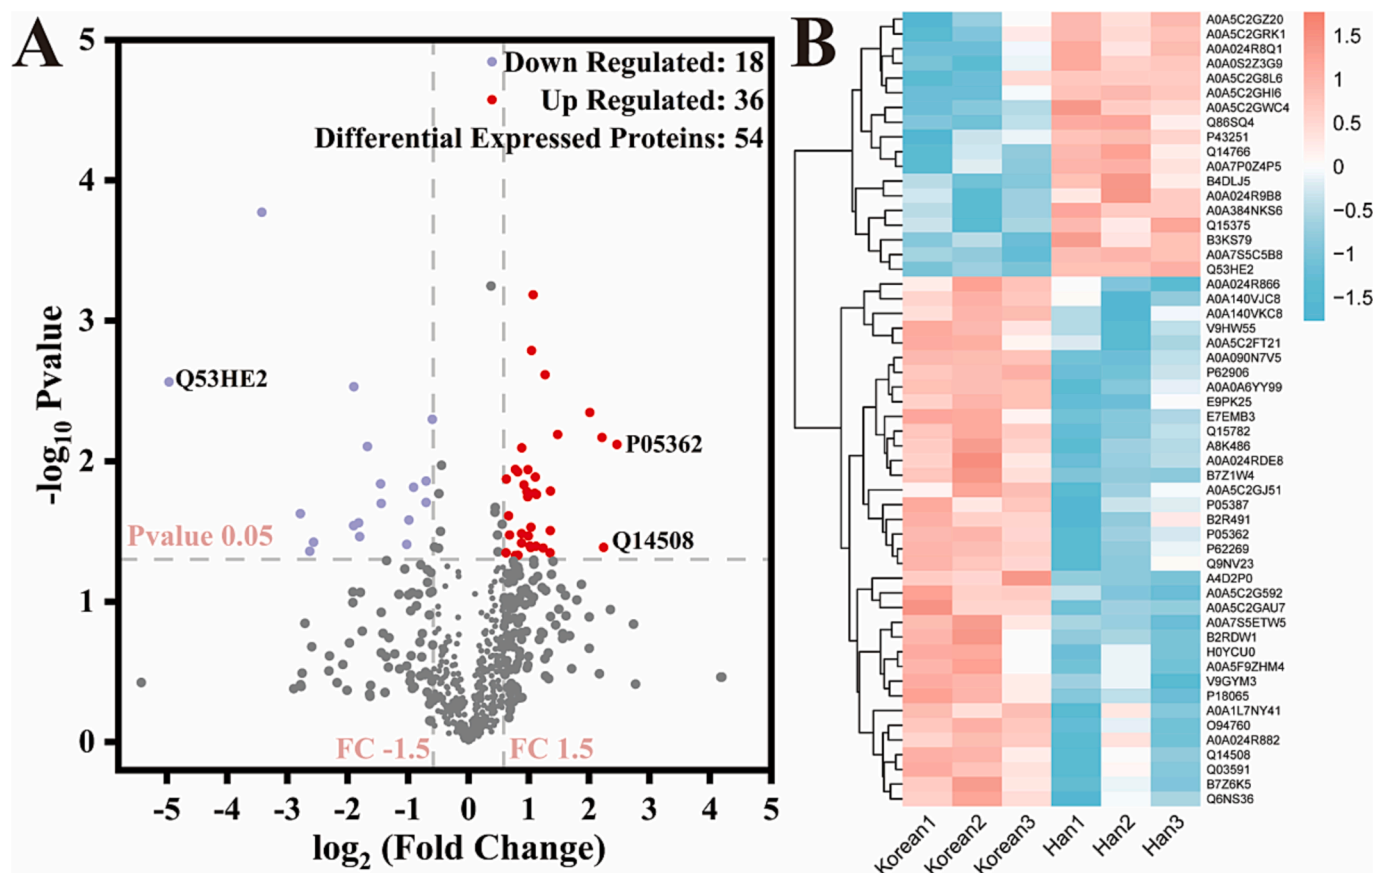 A
5
4
3
2
1
0
-log10 Pvalue
Down Regulated: 18
Up Regulated: 36
Differential Expressed Proteins: 54
Q53HE2
P05362
Q14508
Pvalue 0.05
FC -1.5
FC 1.5
-5 -4 -3 -2 -1 0 1 2 3 4 5
log2 (Fold Change)
B
A0A5C2GZ20
A0A5C2GRK1
A0A024R8Q1
A0A0S2Z3G9
A0A5C2G8L6
A0A5C2GHI6
A0A5C2GWC4
Q86SQ4
P43251
Q14766
A0A7P0Z4P5
B4DLJ5
A0A024R9B8
A0A384NKS6
Q15375
B3KS79
A0A7S5C5B8
Q53HE2
A0A024R866
A0A140VJC8
A0A140VKC8
V9HW55
A0A5C2FT21
A0A090N7V5
P62906
A0A0A6YY99
E9PK25
E7EMB3
Q15782
A8K486
A0A024RDE8
B7Z1W4
A0A5C2GJ51
P05387
B2R491
P05362
P62269
Q9NV23
A4D2P0
A0A5C2G592
A0A5C2GAU7
A0A7S5ETW5
B2RDW1
H0YCU0
A0A5F9ZHM4
V9GYM3
P18065
A0A1L7NY41
O94760
A0A024R882
Q14508
Q03591
B7Z6K5
Q6NS36
Korean1 Korean2 Korean3 Han1 Han2 Han3
1.5
1
0.5
0
−0.5
−1
−1.5